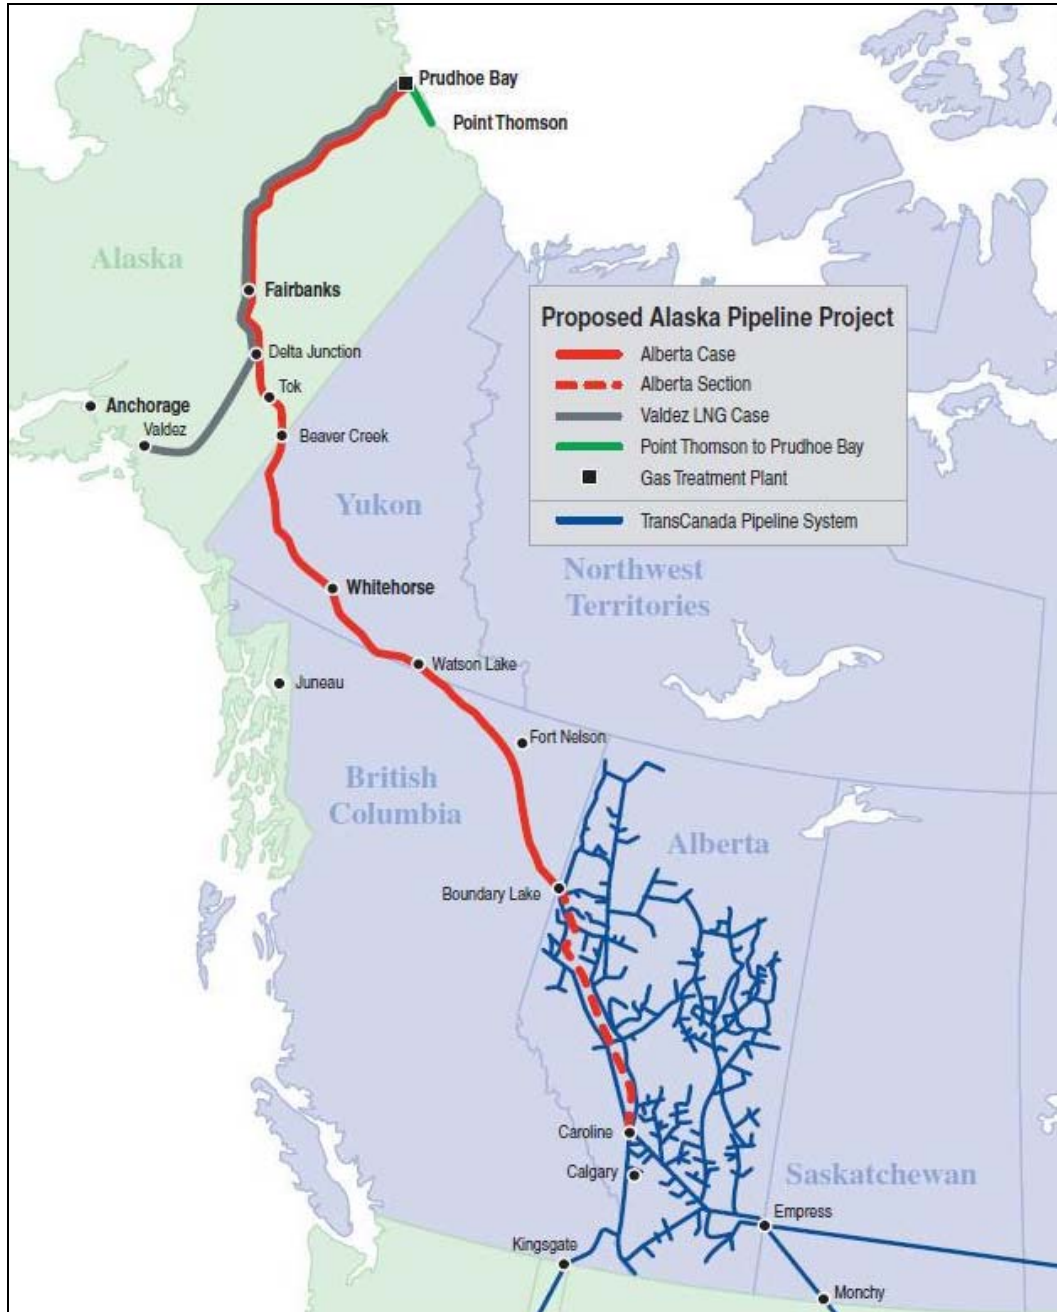 Prudhoe Bay
Point Thomson
Alaska
Fairbanks
Proposed Alaska Pipeline Project
Alberta Case
Alberta Section
Valdez LNG Case
Point Thomson to Prudhoe Bay
Gas Treatment Plant
TransCanada Pipeline System
Delta Junction
Tok
Anchorage
Valdez
Beaver Creek
Yukon
Northwest
Territories
Whitehorse
Watson Lake
Juneau
Fort Nelson
British
Columbia
Alberta
Boundary Lake
Caroline
Calgary
Saskatchewan
Empress
Kingsgate
Monchy